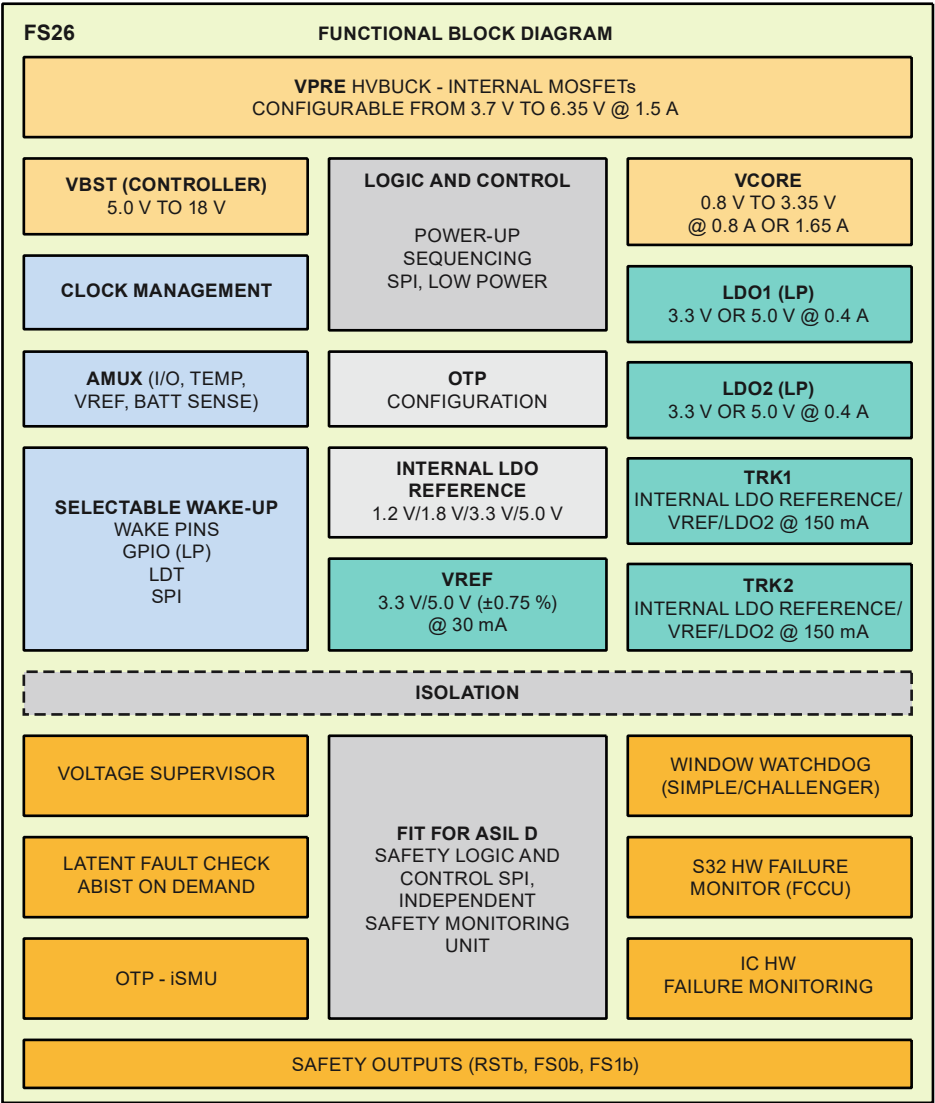 FS26
FUNCTIONAL BLOCK DIAGRAM
VPRE HVBUCK - INTERNAL MOSFETs
CONFIGURABLE FROM 3.7 V TO 6.35 V @ 1.5 A
VBST (CONTROLLER)
5.0 V TO 18 V
LOGIC AND CONTROL
POWER-UP
SEQUENCING
SPI, LOW POWER
VCORE
0.8 V TO 3.35 V
@ 0.8 A OR 1.65 A
CLOCK MANAGEMENT
LDO1 (LP)
3.3 V OR 5.0 V @ 0.4 A
AMUX (I/O, TEMP,
VREF, BATT SENSE)
OTP
CONFIGURATION
LDO2 (LP)
3.3 V OR 5.0 V @ 0.4 A
SELECTABLE WAKE-UP
WAKE PINS
GPIO (LP)
LDT
SPI
INTERNAL LDO
REFERENCE
1.2 V/1.8 V/3.3 V/5.0 V
TRK1
INTERNAL LDO REFERENCE/
VREF/LDO2 @ 150 mA
VREF
3.3 V/5.0 V (±0.75 %)
@ 30 mA
TRK2
INTERNAL LDO REFERENCE/
VREF/LDO2 @ 150 mA
ISOLATION
VOLTAGE SUPERVISOR
FIT FOR ASIL D
SAFETY LOGIC AND
CONTROL SPI,
INDEPENDENT
SAFETY MONITORING
UNIT
WINDOW WATCHDOG
(SIMPLE/CHALLENGER)
LATENT FAULT CHECK
ABIST ON DEMAND
S32 HW FAILURE
MONITOR (FCCU)
OTP - iSMU
IC HW
FAILURE MONITORING
SAFETY OUTPUTS (RSTb, FS0b, FS1b)